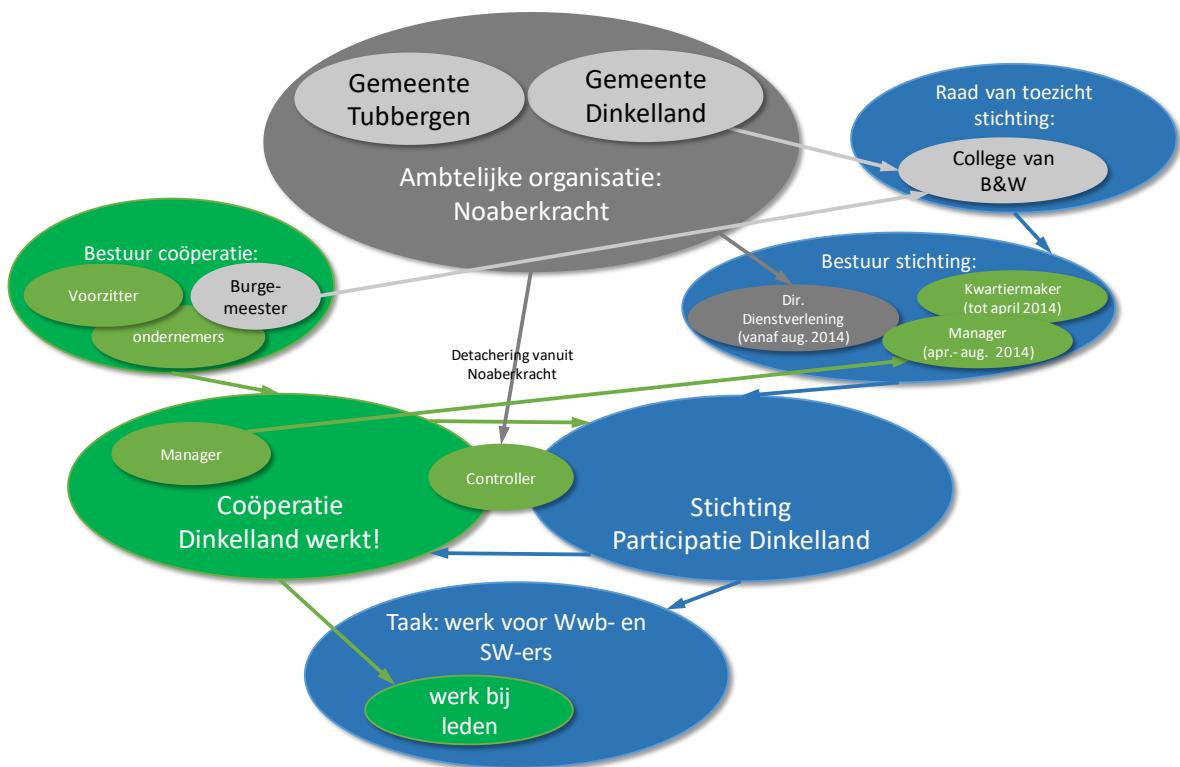 Gemeente
Tubbergen
Gemeente
Dinkelland
Ambtelijke organisatie:
Noaberkracht
Raad van toezicht
stichting:
College van
B&W
Bestuur coöperatie:
Voorzitter
Burge-
meester
ondernemers
Bestuur stichting:
Dir.
Dienstverlening
(vanaf aug. 2014)
Kwartiermaker
(tot april 2014)
Manager
(apr.- aug. 2014)
Detachering vanuit
Noaberkracht
Manager
Controller
Coöperatie
Dinkelland werkt!
Stichting
Participatie Dinkelland
Taak: werk voor Wwb- en
SW-ers
werk bij
leden